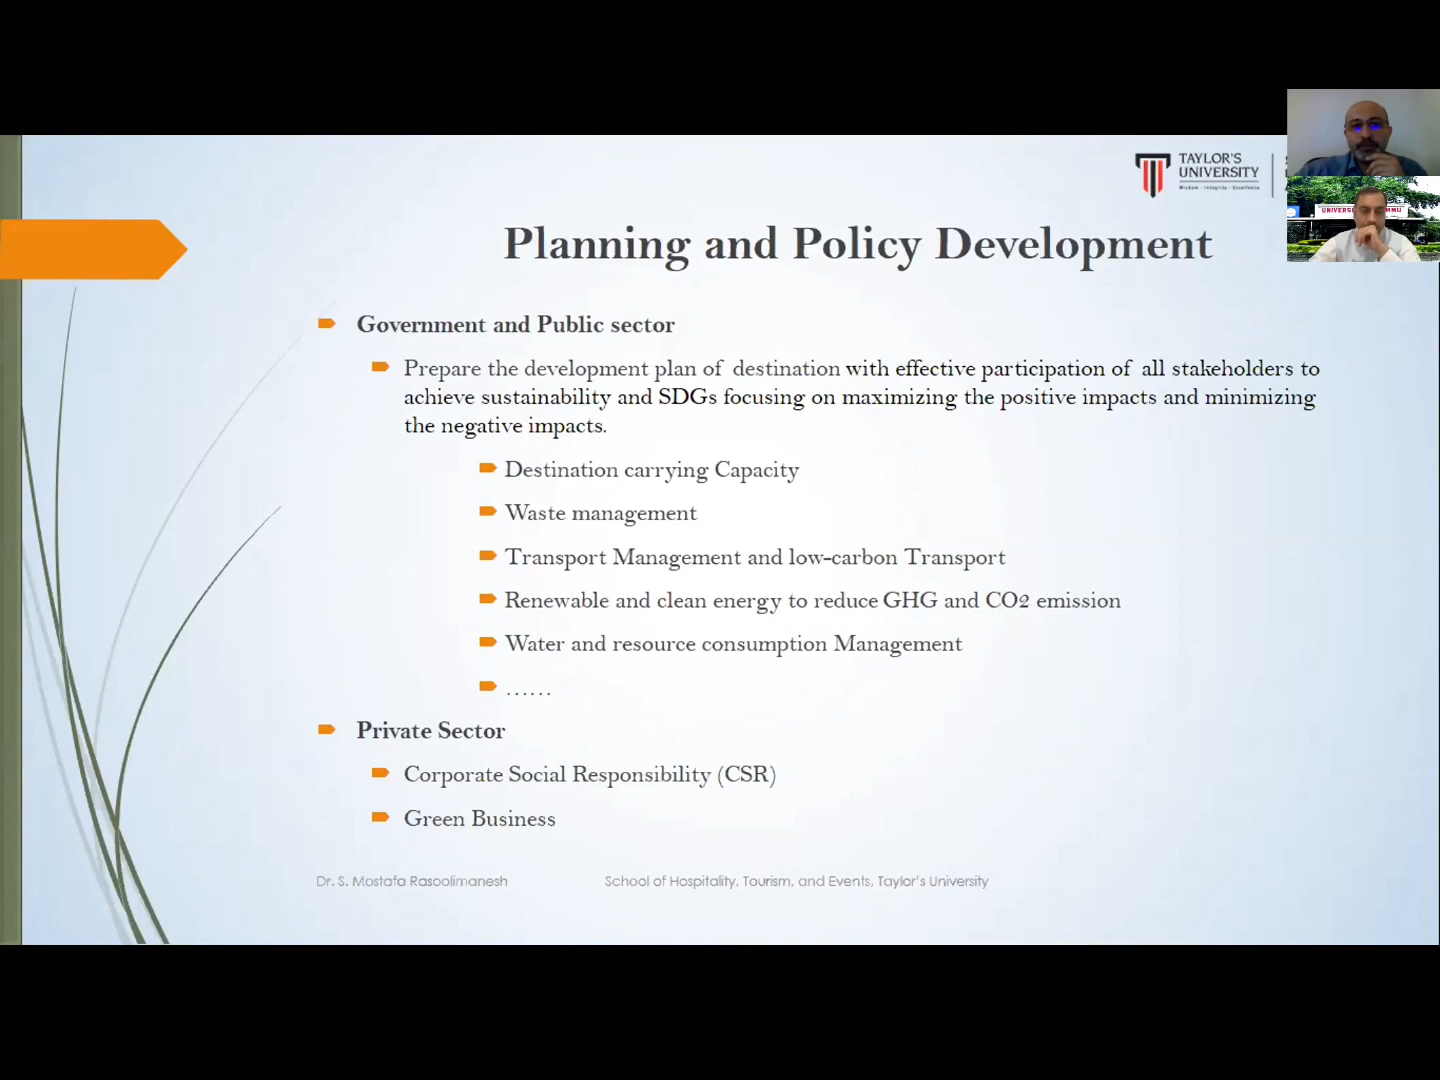 TAYLOR'S
UNIVERSITY
Wisdom · Integrity · Excellence
Planning and Policy Development
Government and Public sector
Prepare the development plan of destination with effective participation of all stakeholders to
achieve sustainability and SDGs focusing on maximizing the positive impacts and minimizing
the negative impacts.
Destination carrying Capacity
Waste management
Transport Management and low-carbon Transport
Renewable and clean energy to reduce GHG and CO2 emission
Water and resource consumption Management
……
Private Sector
Corporate Social Responsibility (CSR)
Green Business
Dr. S. Mostafa Rasoolimanesh School of Hospitality, Tourism, and Events, Taylor's University